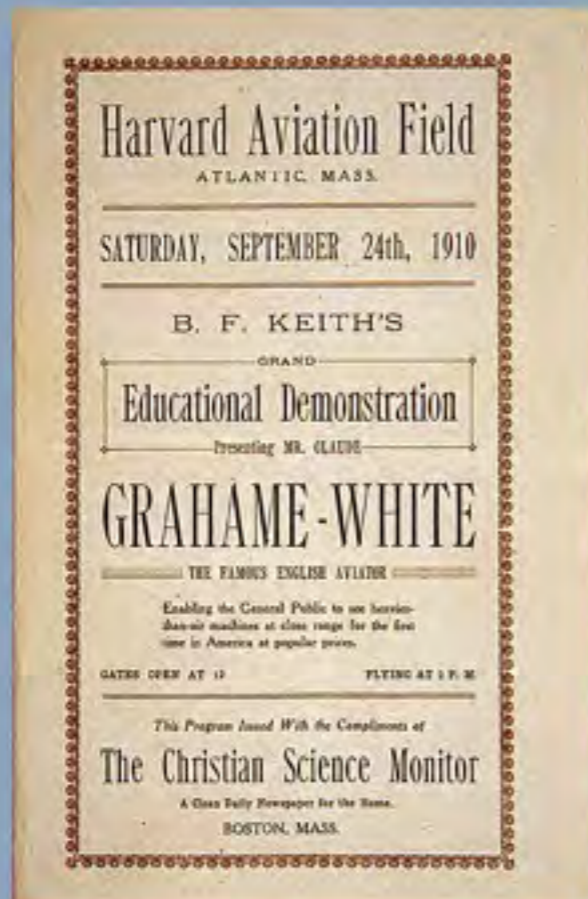 Harvard Aviation Field
ATLANTIC, MASS.
SATURDAY, SEPTEMBER 24th, 1910
B. F. KEITH'S
GRAND
Educational Demonstration
Presenting MR. CLAUDE
GRAHAME-WHITE
THE FAMOUS ENGLISH AVIATOR
Enabling the General Public to see heavier-
than-air machines at close range for the first
time in America at popular prices.
GATES OPEN AT 12 FLYING AT 2 P. M.
This Program Issued With the Compliments of
The Christian Science Monitor
A Clean Daily Newspaper for the Home.
BOSTON, MASS.